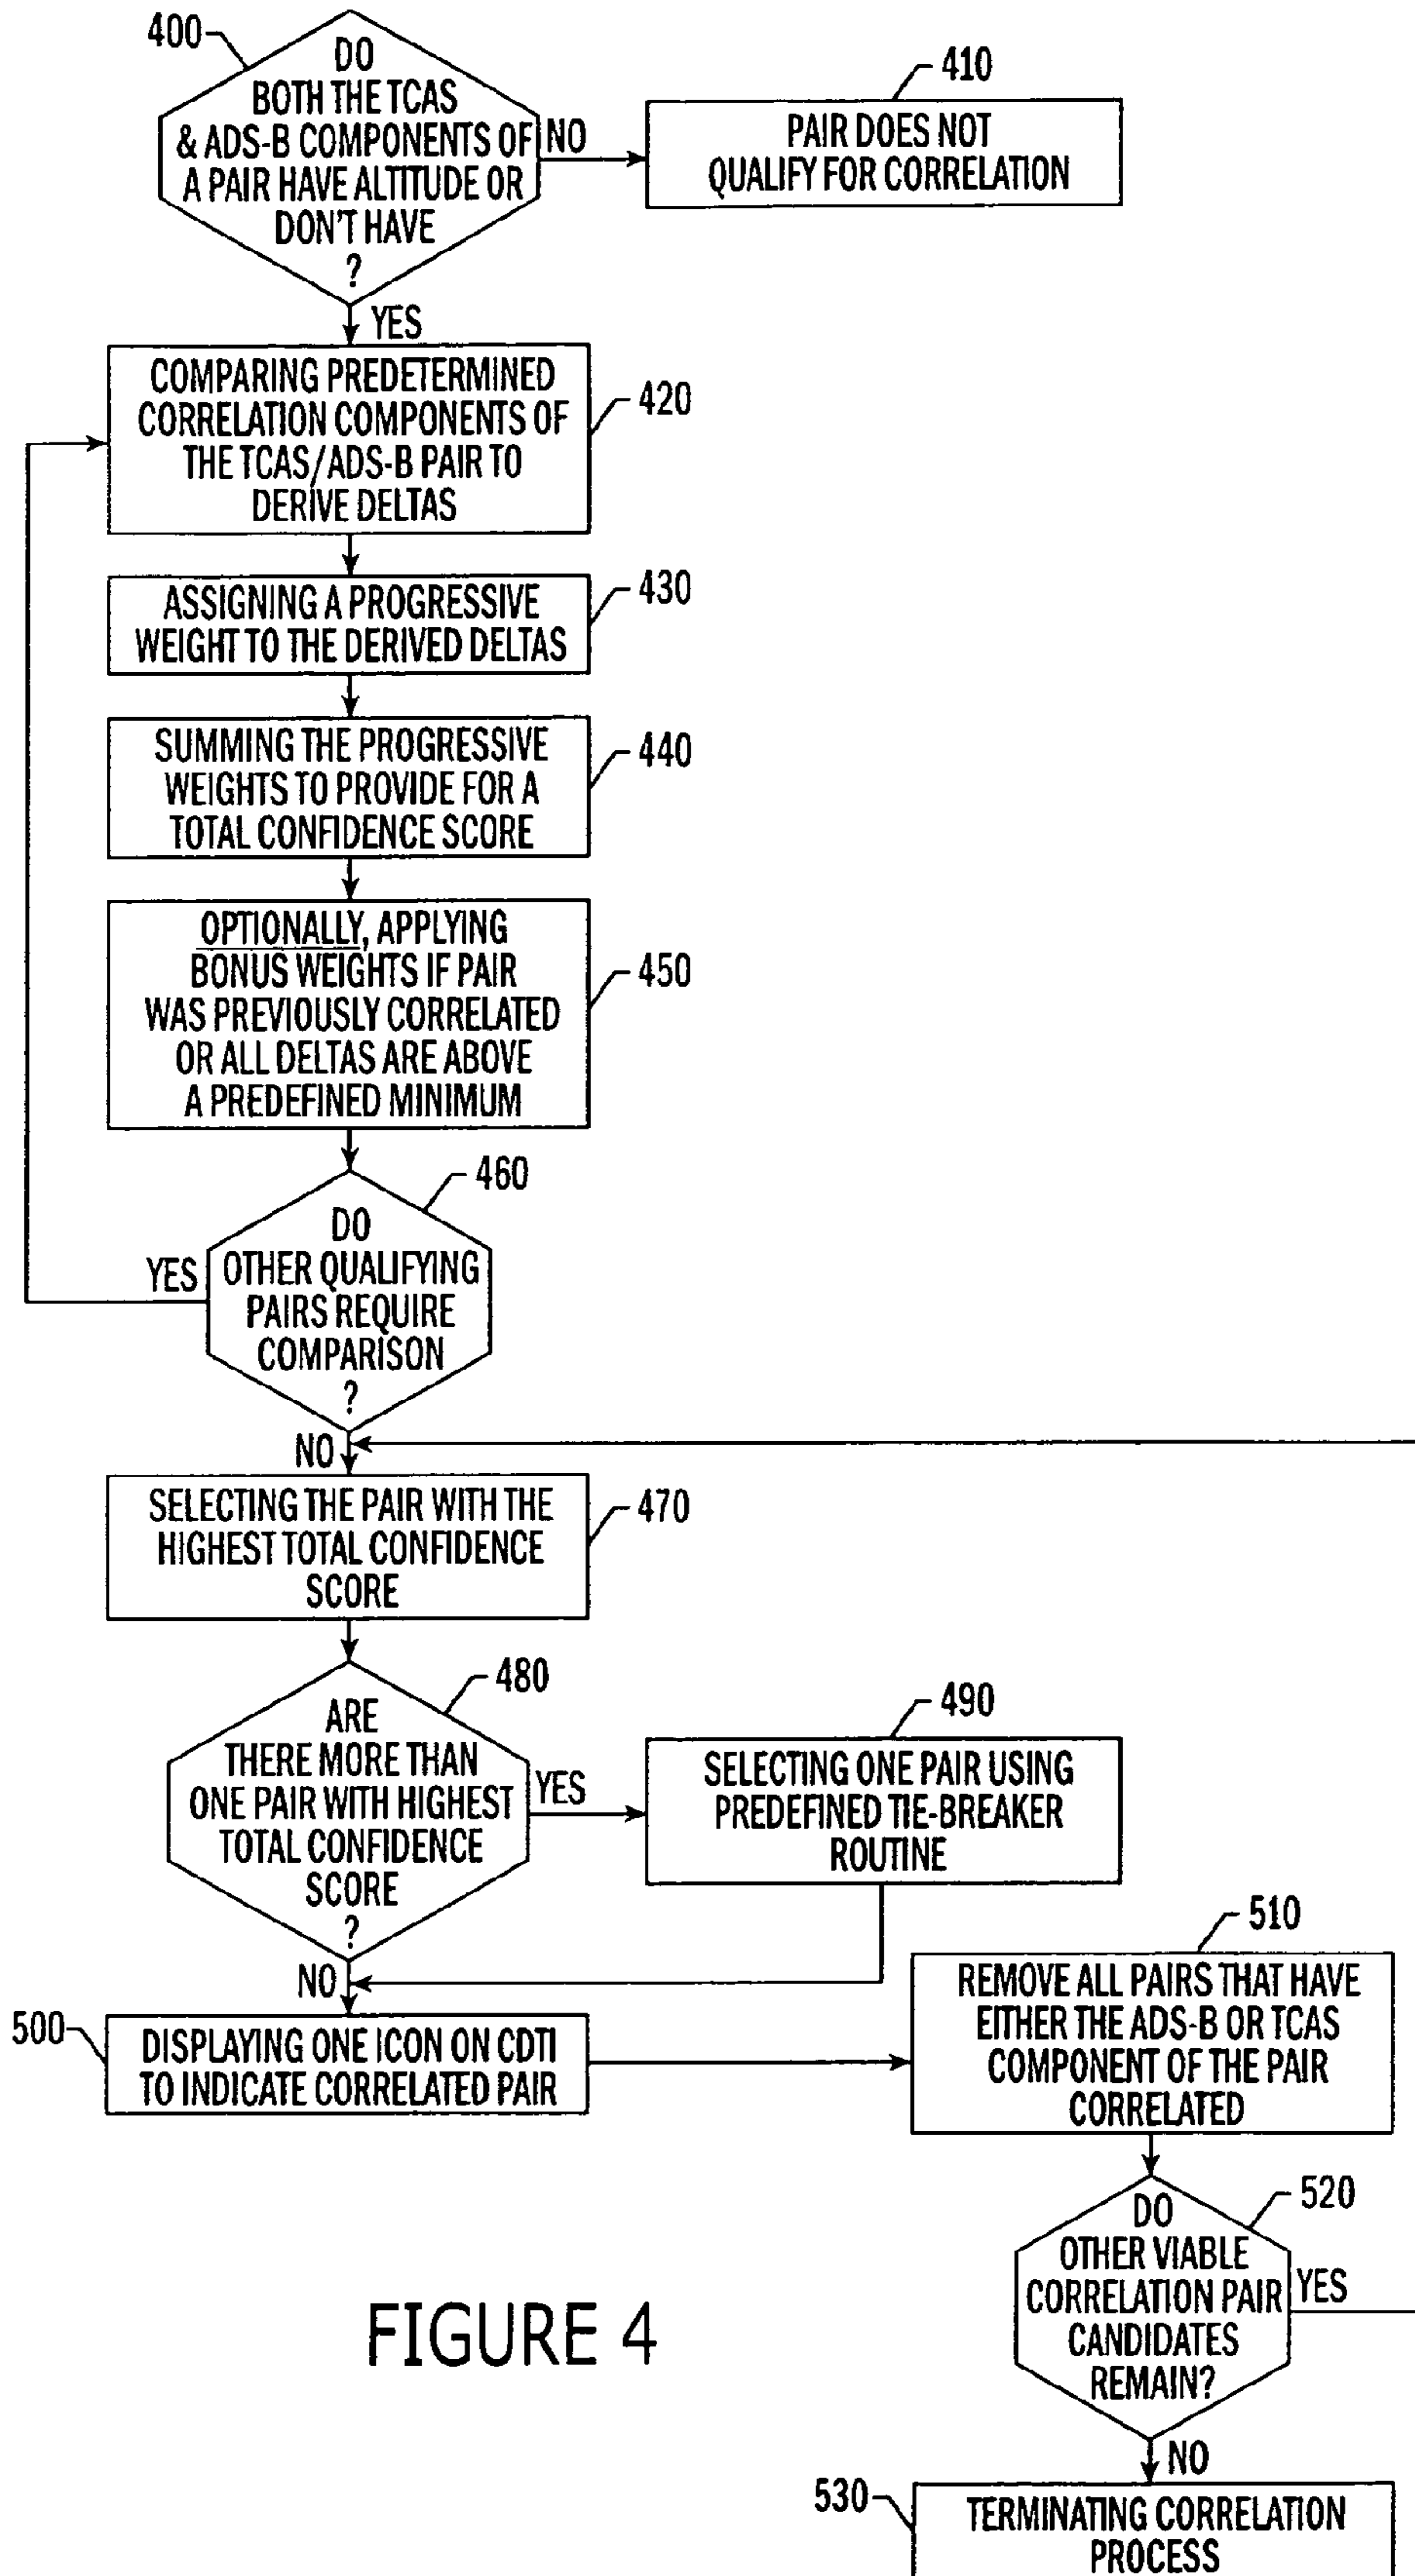 400
DO
BOTH THE TCAS
& ADS-B COMPONENTS OF
A PAIR HAVE ALTITUDE OR
DON'T HAVE
?
NO
410
PAIR DOES NOT
QUALIFY FOR CORRELATION
YES
COMPARING PREDETERMINED
CORRELATION COMPONENTS OF
THE TCAS/ADS-B PAIR TO
DERIVE DELTAS
420
ASSIGNING A PROGRESSIVE
WEIGHT TO THE DERIVED DELTAS
430
SUMMING THE PROGRESSIVE
WEIGHTS TO PROVIDE FOR A
TOTAL CONFIDENCE SCORE
440
OPTIONALLY, APPLYING
BONUS WEIGHTS IF PAIR
WAS PREVIOUSLY CORRELATED
OR ALL DELTAS ARE ABOVE
A PREDEFINED MINIMUM
450
460
DO
OTHER QUALIFYING
PAIRS REQUIRE
COMPARISON
?
YES
NO
SELECTING THE PAIR WITH THE
HIGHEST TOTAL CONFIDENCE
SCORE
470
480
ARE
THERE MORE THAN
ONE PAIR WITH HIGHEST
TOTAL CONFIDENCE
SCORE
?
YES
490
SELECTING ONE PAIR USING
PREDEFINED TIE-BREAKER
ROUTINE
NO
500
DISPLAYING ONE ICON ON CDTI
TO INDICATE CORRELATED PAIR
510
REMOVE ALL PAIRS THAT HAVE
EITHER THE ADS-B OR TCAS
COMPONENT OF THE PAIR
CORRELATED
520
DO
OTHER VIABLE
CORRELATION PAIR
CANDIDATES
REMAIN?
YES
NO
530
TERMINATING CORRELATION
PROCESS
FIGURE 4